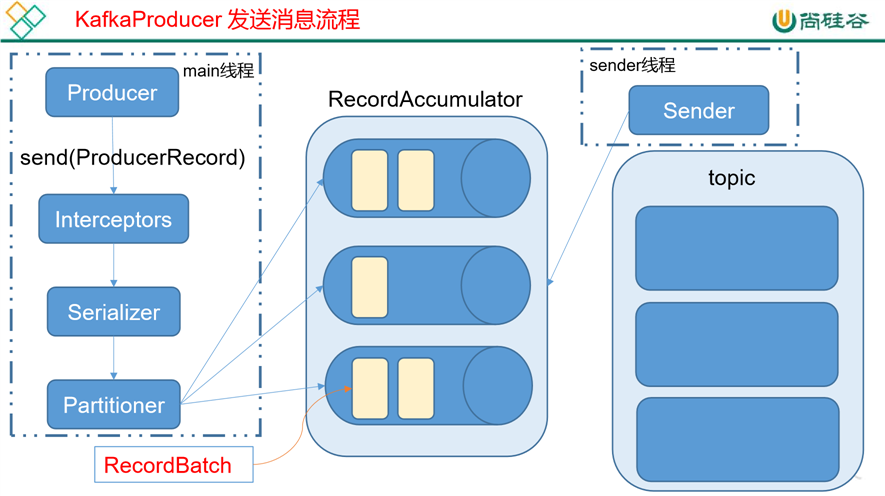 KafkaProducer 发送消息流程
尚硅谷
main线程
Producer
send(ProducerRecord)
Interceptors
Serializer
Partitioner
RecordBatch
RecordAccumulator
sender线程
Sender
topic